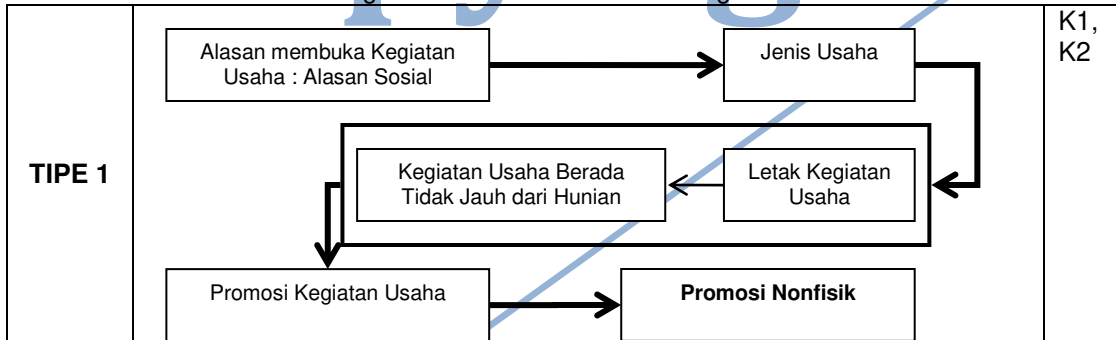 K1,
K2
TIPE 1
Alasan membuka Kegiatan
Usaha : Alasan Sosial
Jenis Usaha
Letak Kegiatan
Usaha
Kegiatan Usaha Berada
Tidak Jauh dari Hunian
Promosi Kegiatan Usaha
Promosi Nonfisik